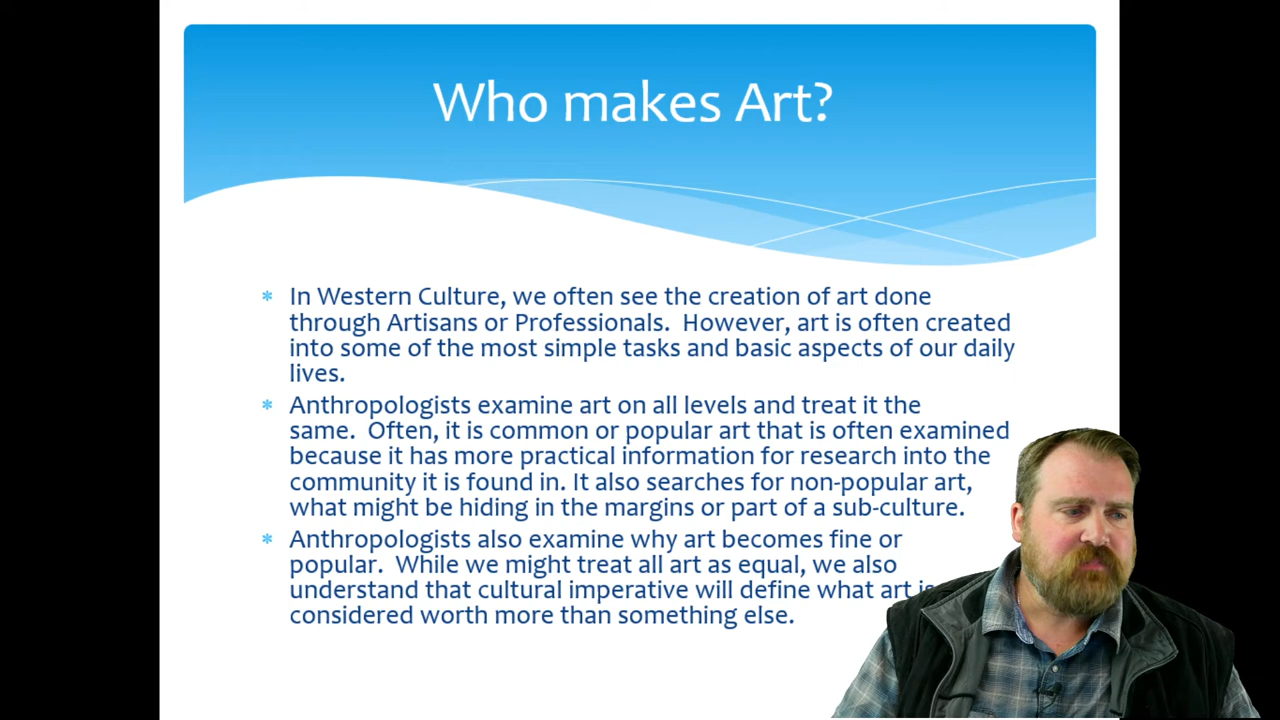 Who makes Art?
* In Western Culture, we often see the creation of art done
through Artisans or Professionals.  However, art is often created
into some of the most simple tasks and basic aspects of our daily
lives.
* Anthropologists examine art on all levels and treat it the
same.  Often, it is common or popular art that is often examined
because it has more practical information for research into the
community it is found in. It also searches for non-popular art,
what might be hiding in the margins or part of a sub-culture.
* Anthropologists also examine why art becomes fine or
popular.  While we might treat all art as equal, we also
understand that cultural imperative will define what art is
considered worth more than something else.